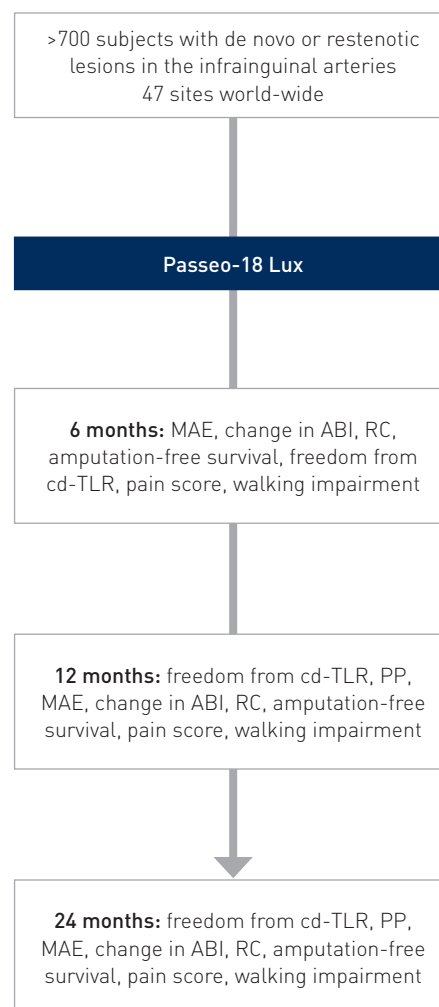 >700 subjects with de novo or restenotic
lesions in the infrainguinal arteries
47 sites world-wide
Passeo-18 Lux
6 months: MAE, change in ABI, RC,
amputation-free survival, freedom from
cd-TLR, pain score, walking impairment
12 months: freedom from cd-TLR, PP,
MAE, change in ABI, RC, amputation-free
survival, pain score, walking impairment
24 months: freedom from cd-TLR, PP,
MAE, change in ABI, RC, amputation-free
survival, pain score, walking impairment